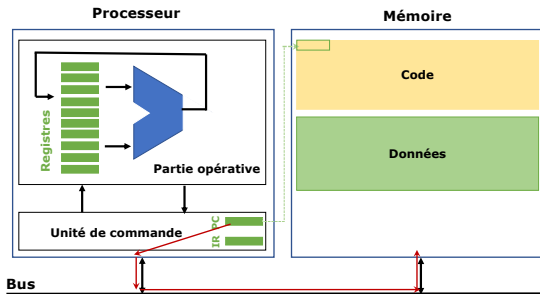 Processeur
Mémoire
Registres
Code
Données
Partie opérative
Unité de commande
PC
IR
Bus